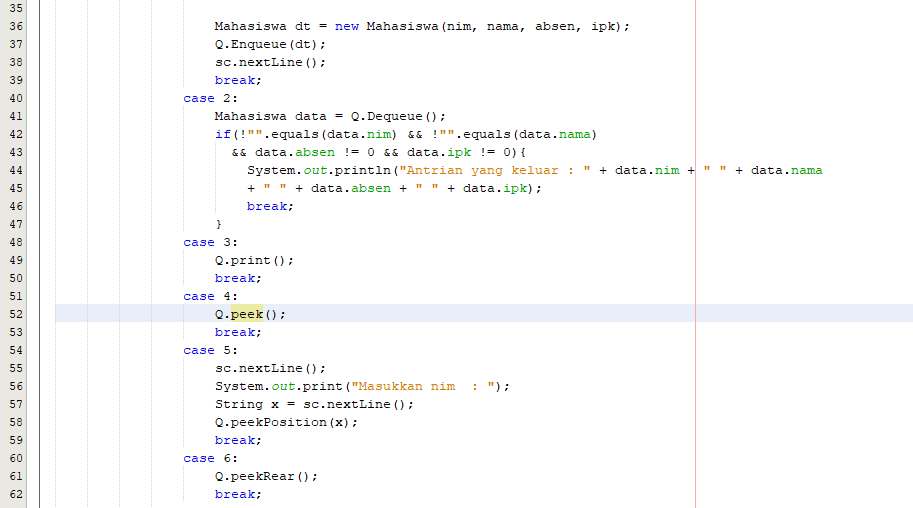 35
36 Mahasiswa dt = new Mahasiswa(nim, nama, absen, ipk);
37 Q.Enqueue(dt);
38 sc.nextLine();
39 break;
40 case 2:
41 Mahasiswa data = Q.Dequeue();
42 if(!"".equals(data.nim) && !"".equals(data.nama)
43 && data.absen != 0 && data.ipk != 0){
44 System.out.println("Antrian yang keluar : " + data.nim + " " + data.nama
45 + " " + data.absen + " " + data.ipk);
46 break;
47 }
48 case 3:
49 Q.print();
50 break;
51 case 4:
52 Q.peek();
53 break;
54 case 5:
55 sc.nextLine();
56 System.out.print("Masukkan nim  : ");
57 String x = sc.nextLine();
58 Q.peekPosition(x);
59 break;
60 case 6:
61 Q.peekRear();
62 break;